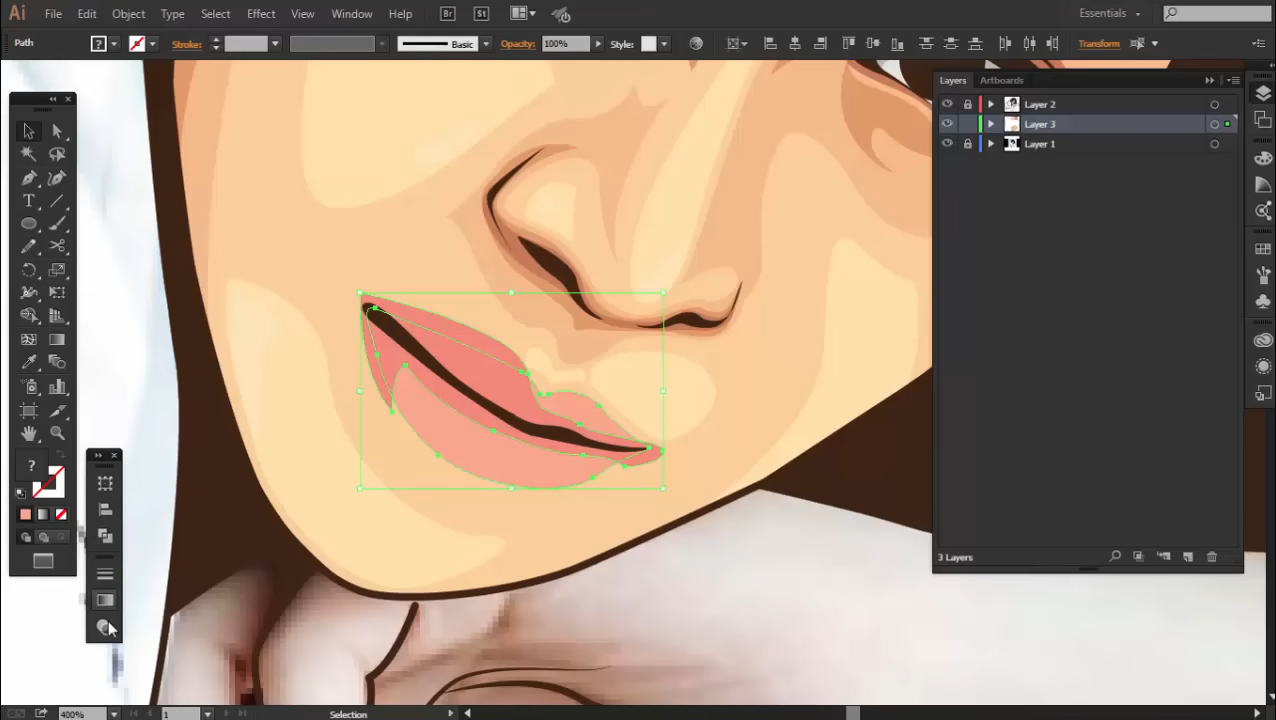 Ai File Edit Object Type Select Effect View Window Help Br St Essentials
Path ? Stroke: Basic Opacity: 100% Style: Transform
Layers Artboards
Layer 2
Layer 3
Layer 1
T
?
3 Layers
400% 1 Selection